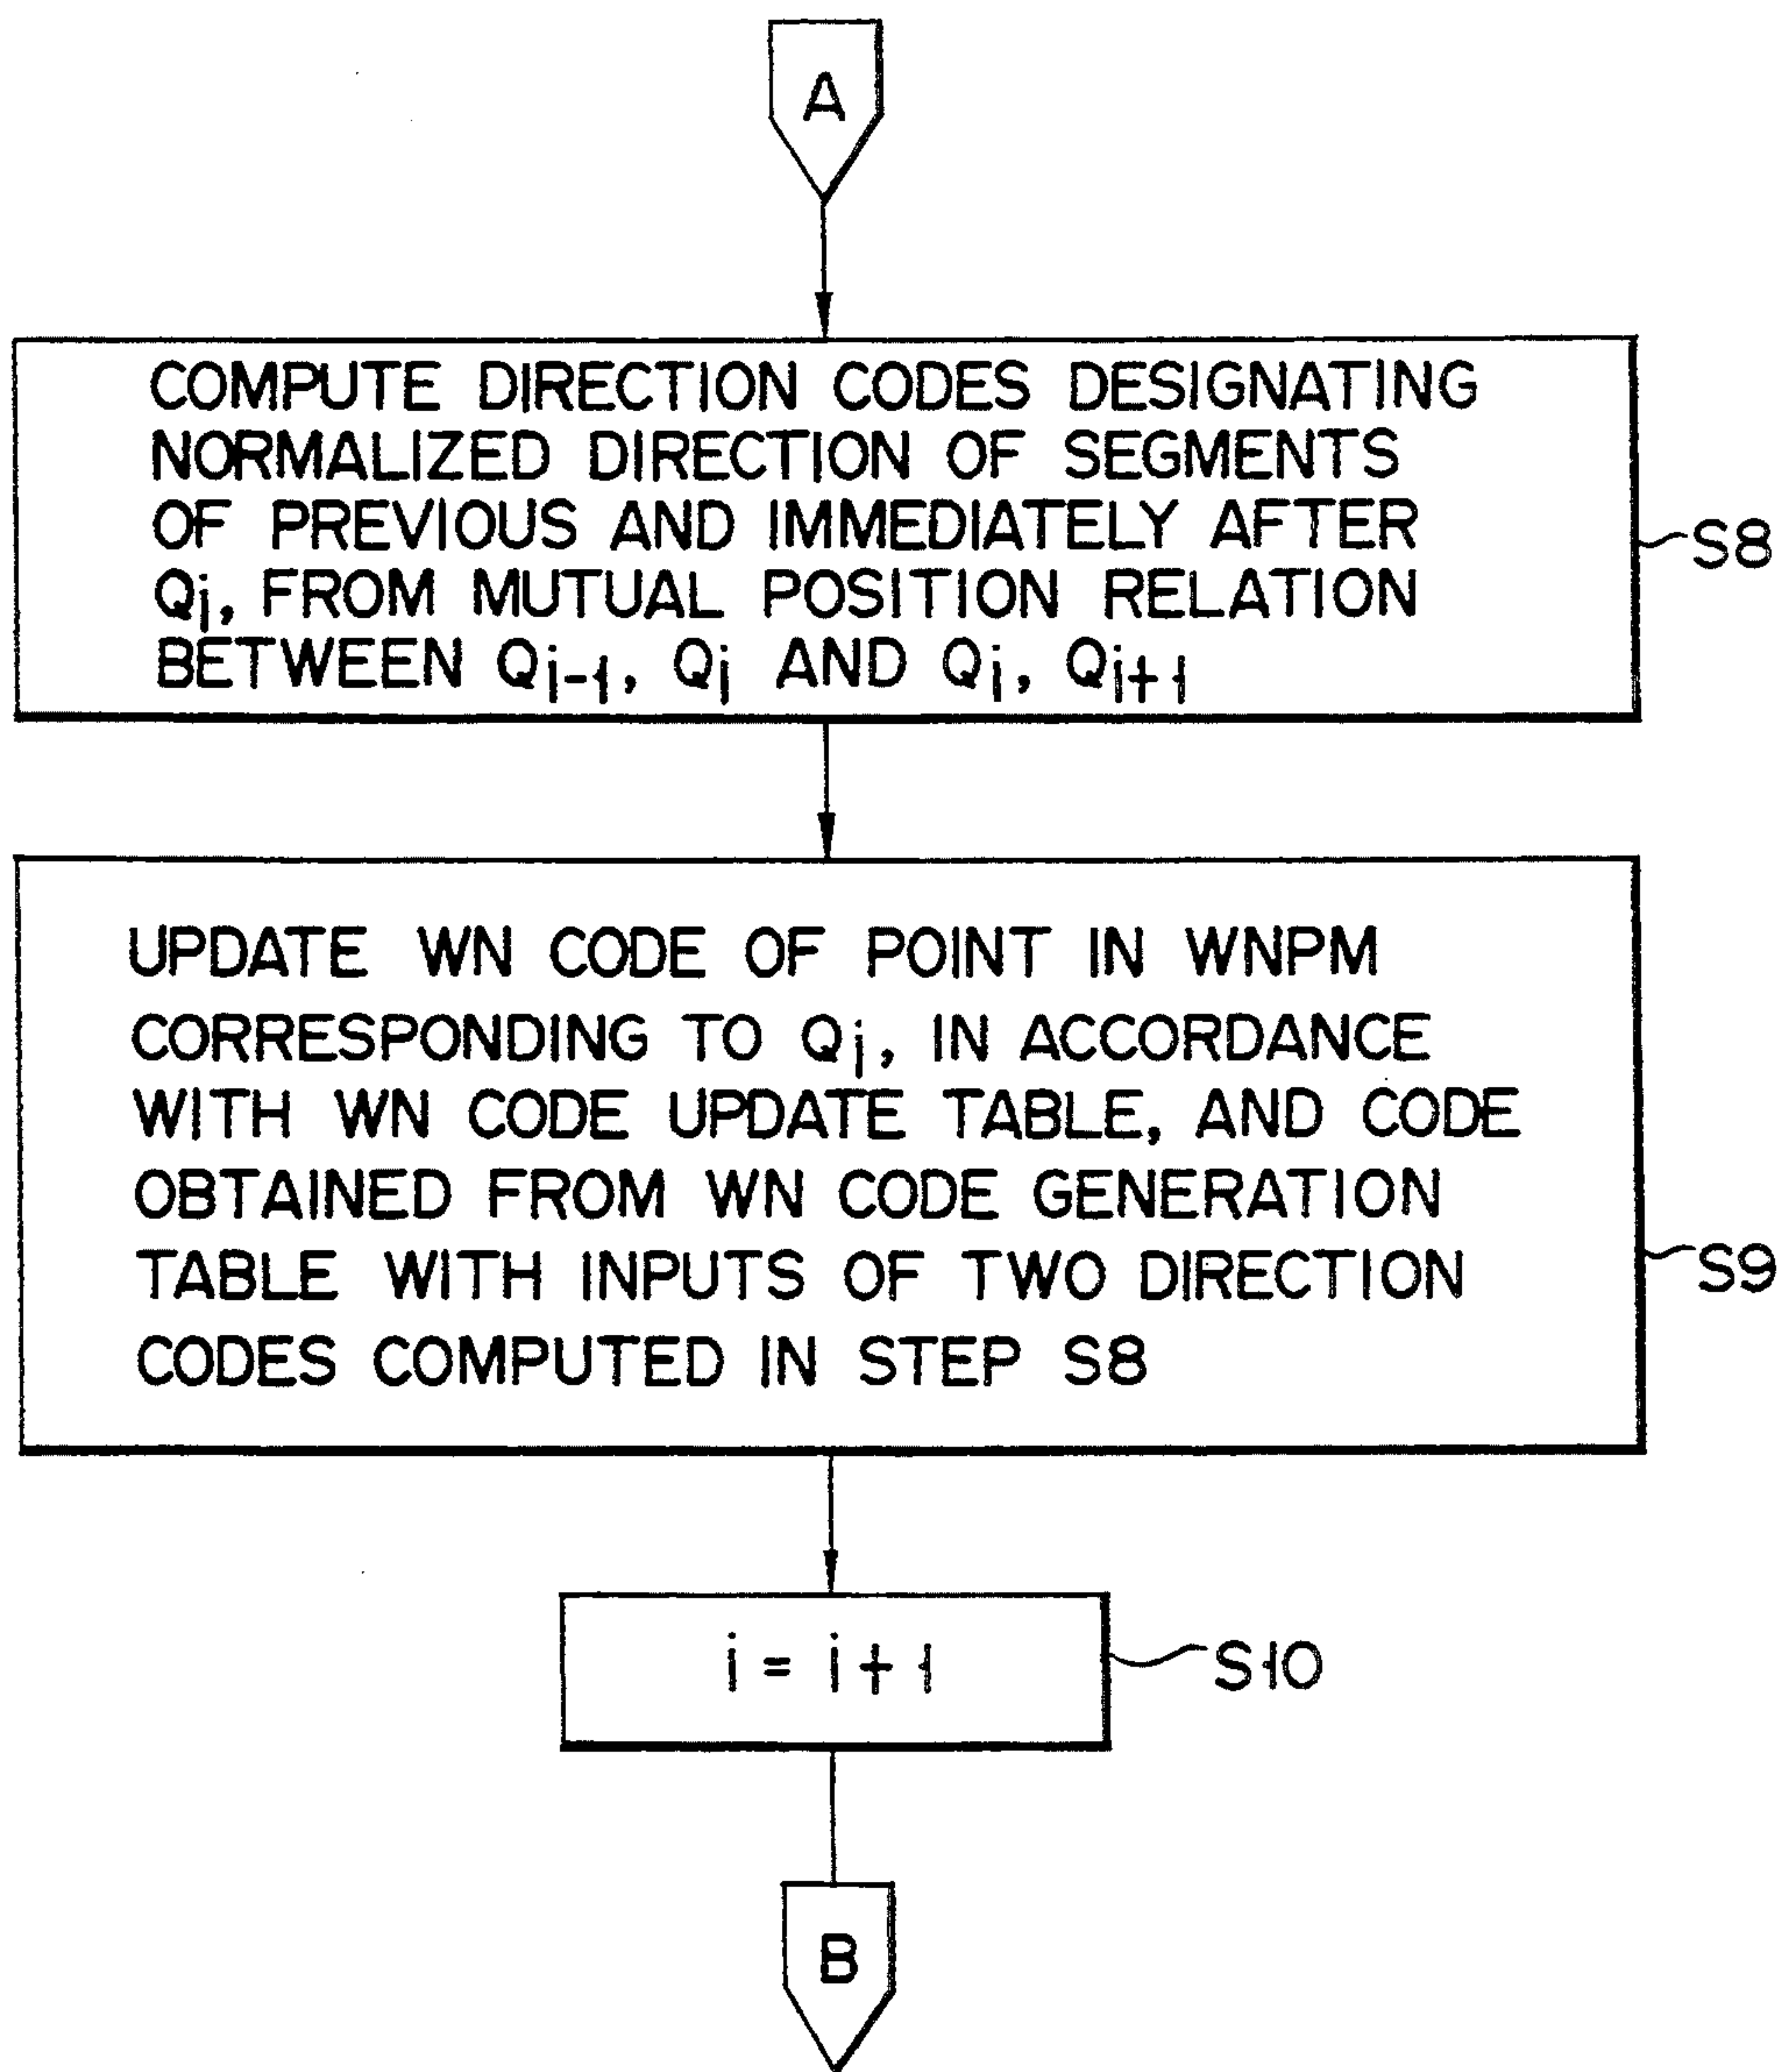 A
COMPUTE DIRECTION CODES DESIGNATING
NORMALIZED DIRECTION OF SEGMENTS
OF PREVIOUS AND IMMEDIATELY AFTER
Qi, FROM MUTUAL POSITION RELATION
BETWEEN Qi-1, Qi AND Qi, Qi+1
S8
UPDATE WN CODE OF POINT IN WNPM
CORRESPONDING TO Qi, IN ACCORDANCE
WITH WN CODE UPDATE TABLE, AND CODE
OBTAINED FROM WN CODE GENERATION
TABLE WITH INPUTS OF TWO DIRECTION
CODES COMPUTED IN STEP S8
S9
i = i+1
S10
B